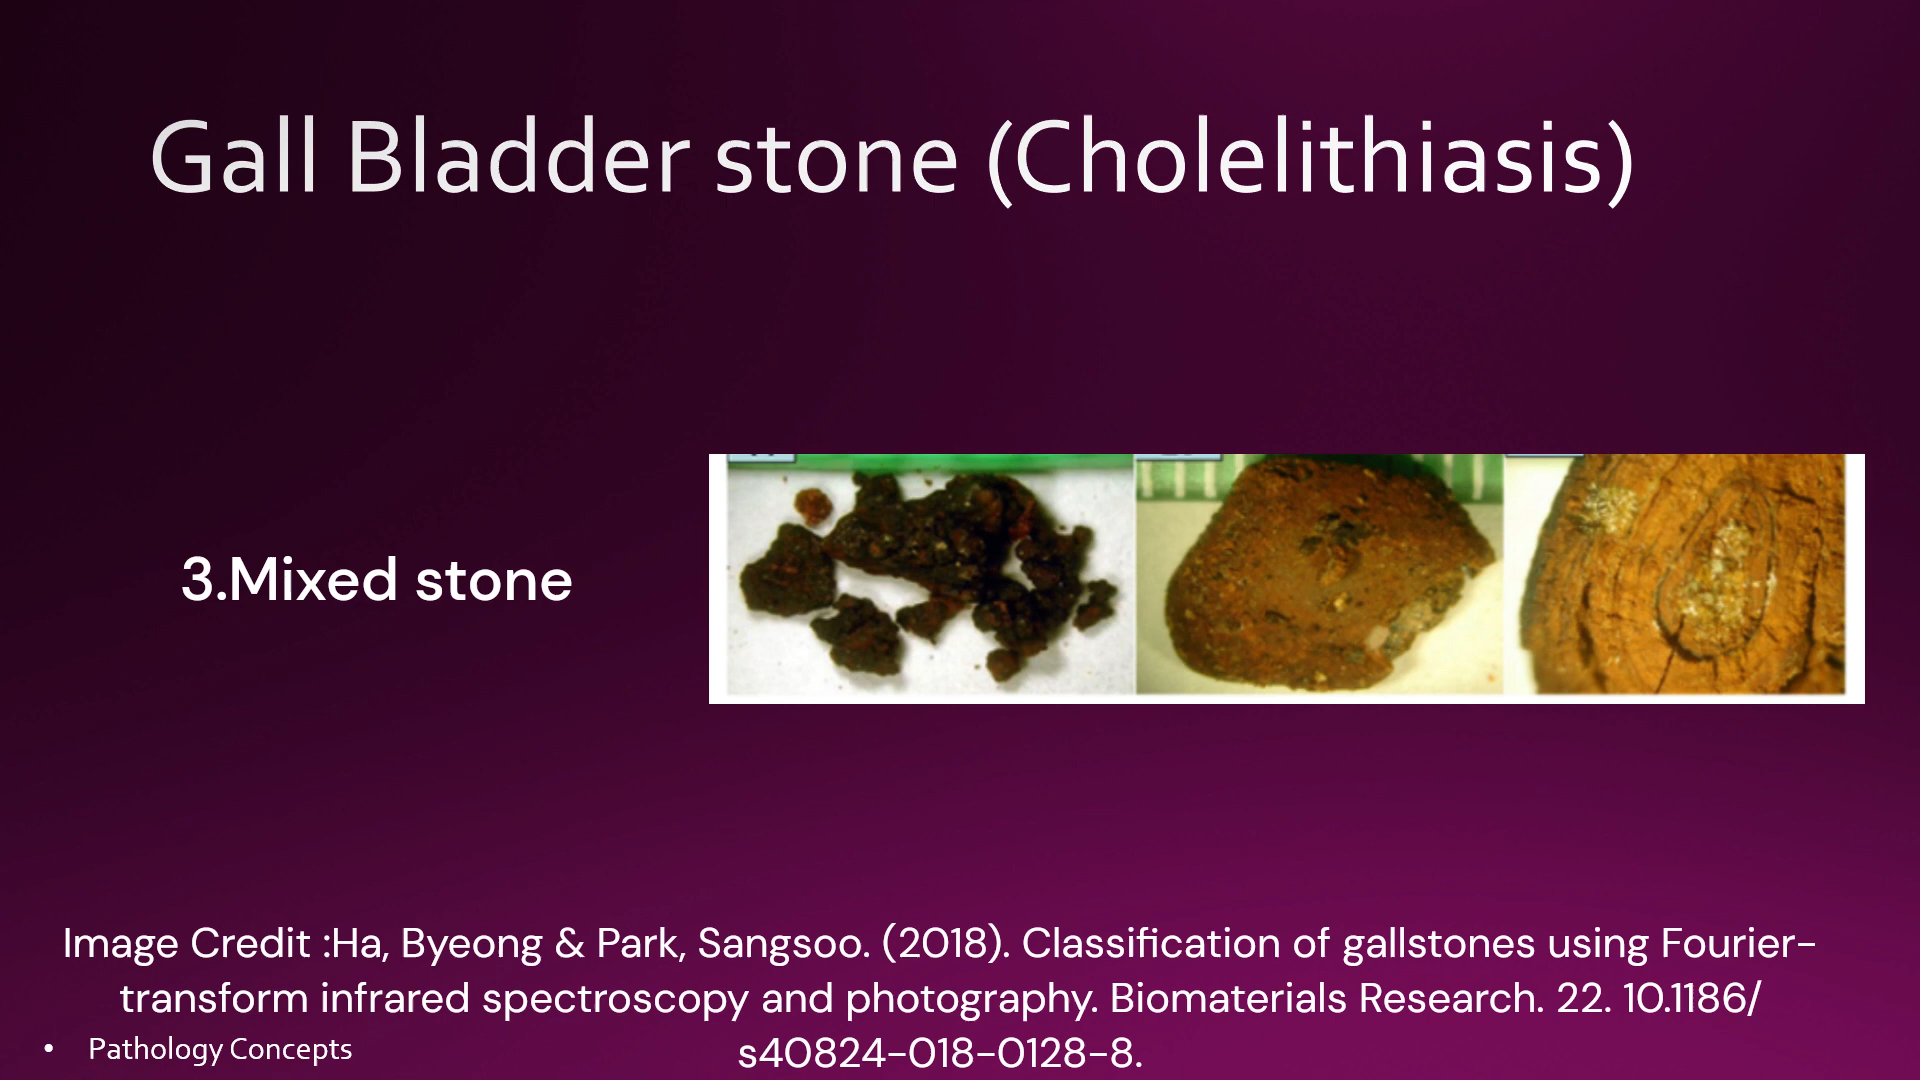 Gall Bladder stone (Cholelithiasis)
3.Mixed stone
Image Credit :Ha, Byeong & Park, Sangsoo. (2018). Classification of gallstones using Fourier-
transform infrared spectroscopy and photography. Biomaterials Research. 22. 10.1186/
s40824-018-0128-8.
• Pathology Concepts